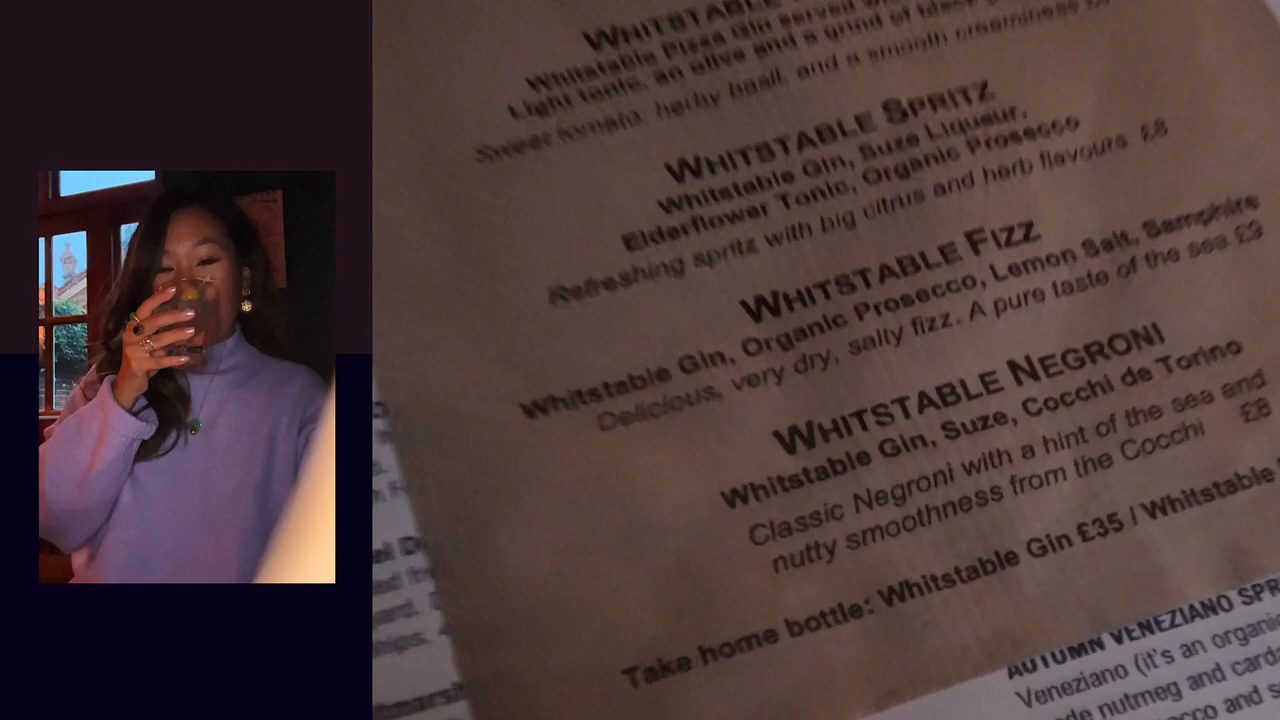 WHITSTABLE
Whitstable Pizza Gin served
Light tonic, an olive and a grind of black
Sweet tomato, herby basil, and a smooth creaminess
WHITSTABLE SPRITZ
Whitstable Gin, Suze Liqueur,
Elderflower Tonic, Organic Prosecco
Refreshing spritz with big citrus and herb flavours £8
WHITSTABLE FIZZ
Whitstable Gin, Organic Prosecco, Lemon Salt, Samphire
Delicious, very dry, salty fizz. A pure taste of the sea £9
WHITSTABLE NEGRONI
Whitstable Gin, Suze, Cocchi de Torino
Classic Negroni with a hint of the sea and
nutty smoothness from the Cocchi £8
Take home bottle: Whitstable Gin £35 / Whitstable
AUTUMN VENEZIANO SPR
Veneziano (it's an organic
nutmeg and carda